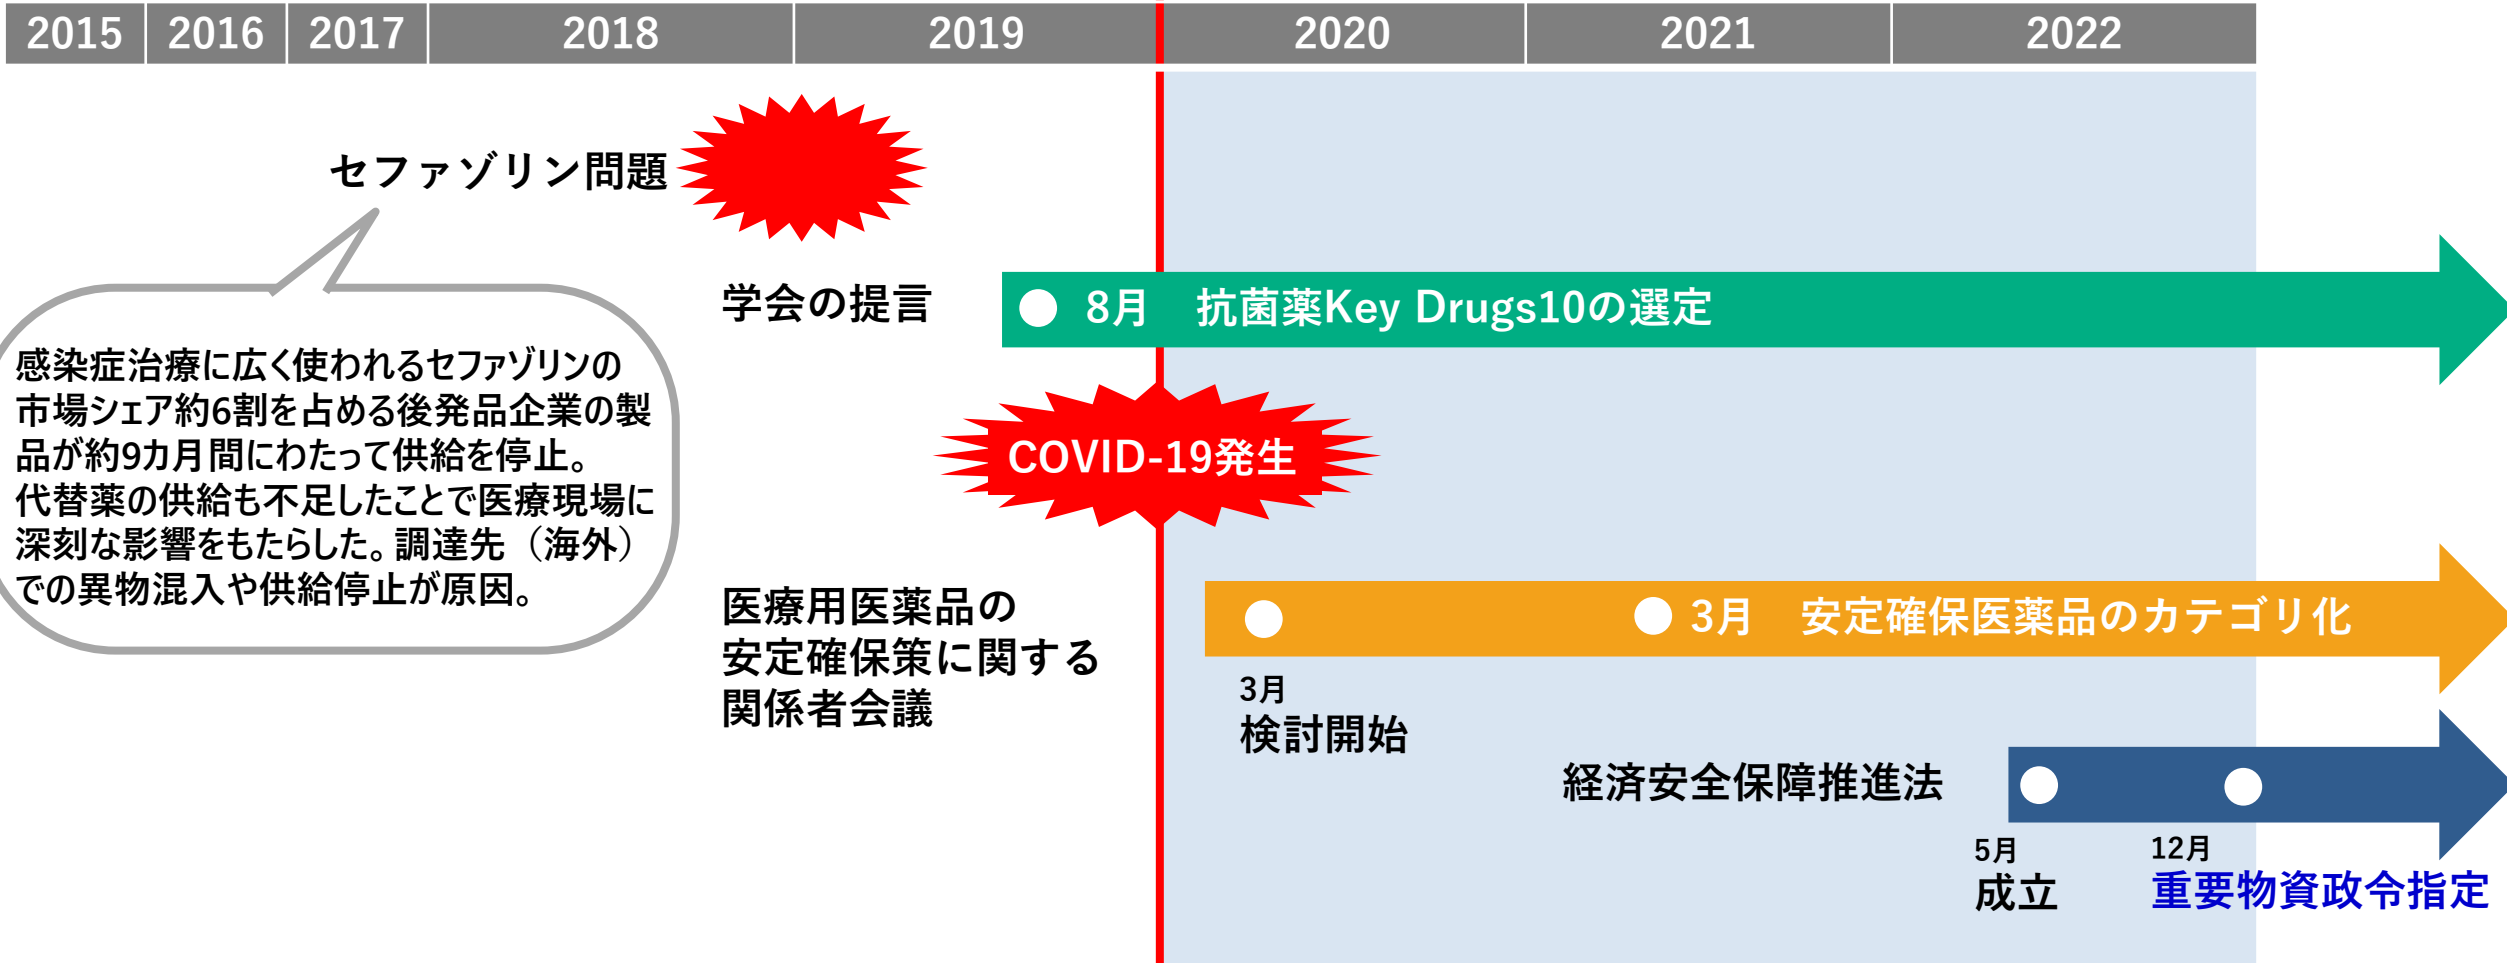 2015 2016 2017 2018 2019 2020 2021 2022
セファゾリン問題
感染症治療に広く使われるセファゾリンの
市場シェア約6割を占める後発品企業の製
品が約9カ月間にわたって供給を停止。
代替薬の供給も不足したことで医療現場に
深刻な影響をもたらした。調達先（海外）
での異物混入や供給停止が原因。
学会の提言
8月 抗菌薬Key Drugs10の選定
COVID-19発生
医療用医薬品の
安定確保策に関する
関係者会議
3月 安定確保医薬品のカテゴリ化
3月
検討開始
経済安全保障推進法
5月
成立
12月
重要物資政令指定